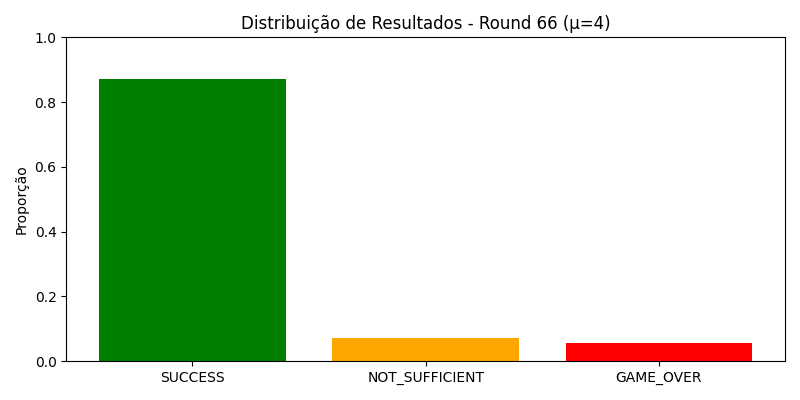 Distribuição de Resultados - Round 66 (μ=4)
1.0
0.8
0.6
0.4
0.2
0.0
Proporção
SUCCESS
NOT_SUFFICIENT
GAME_OVER